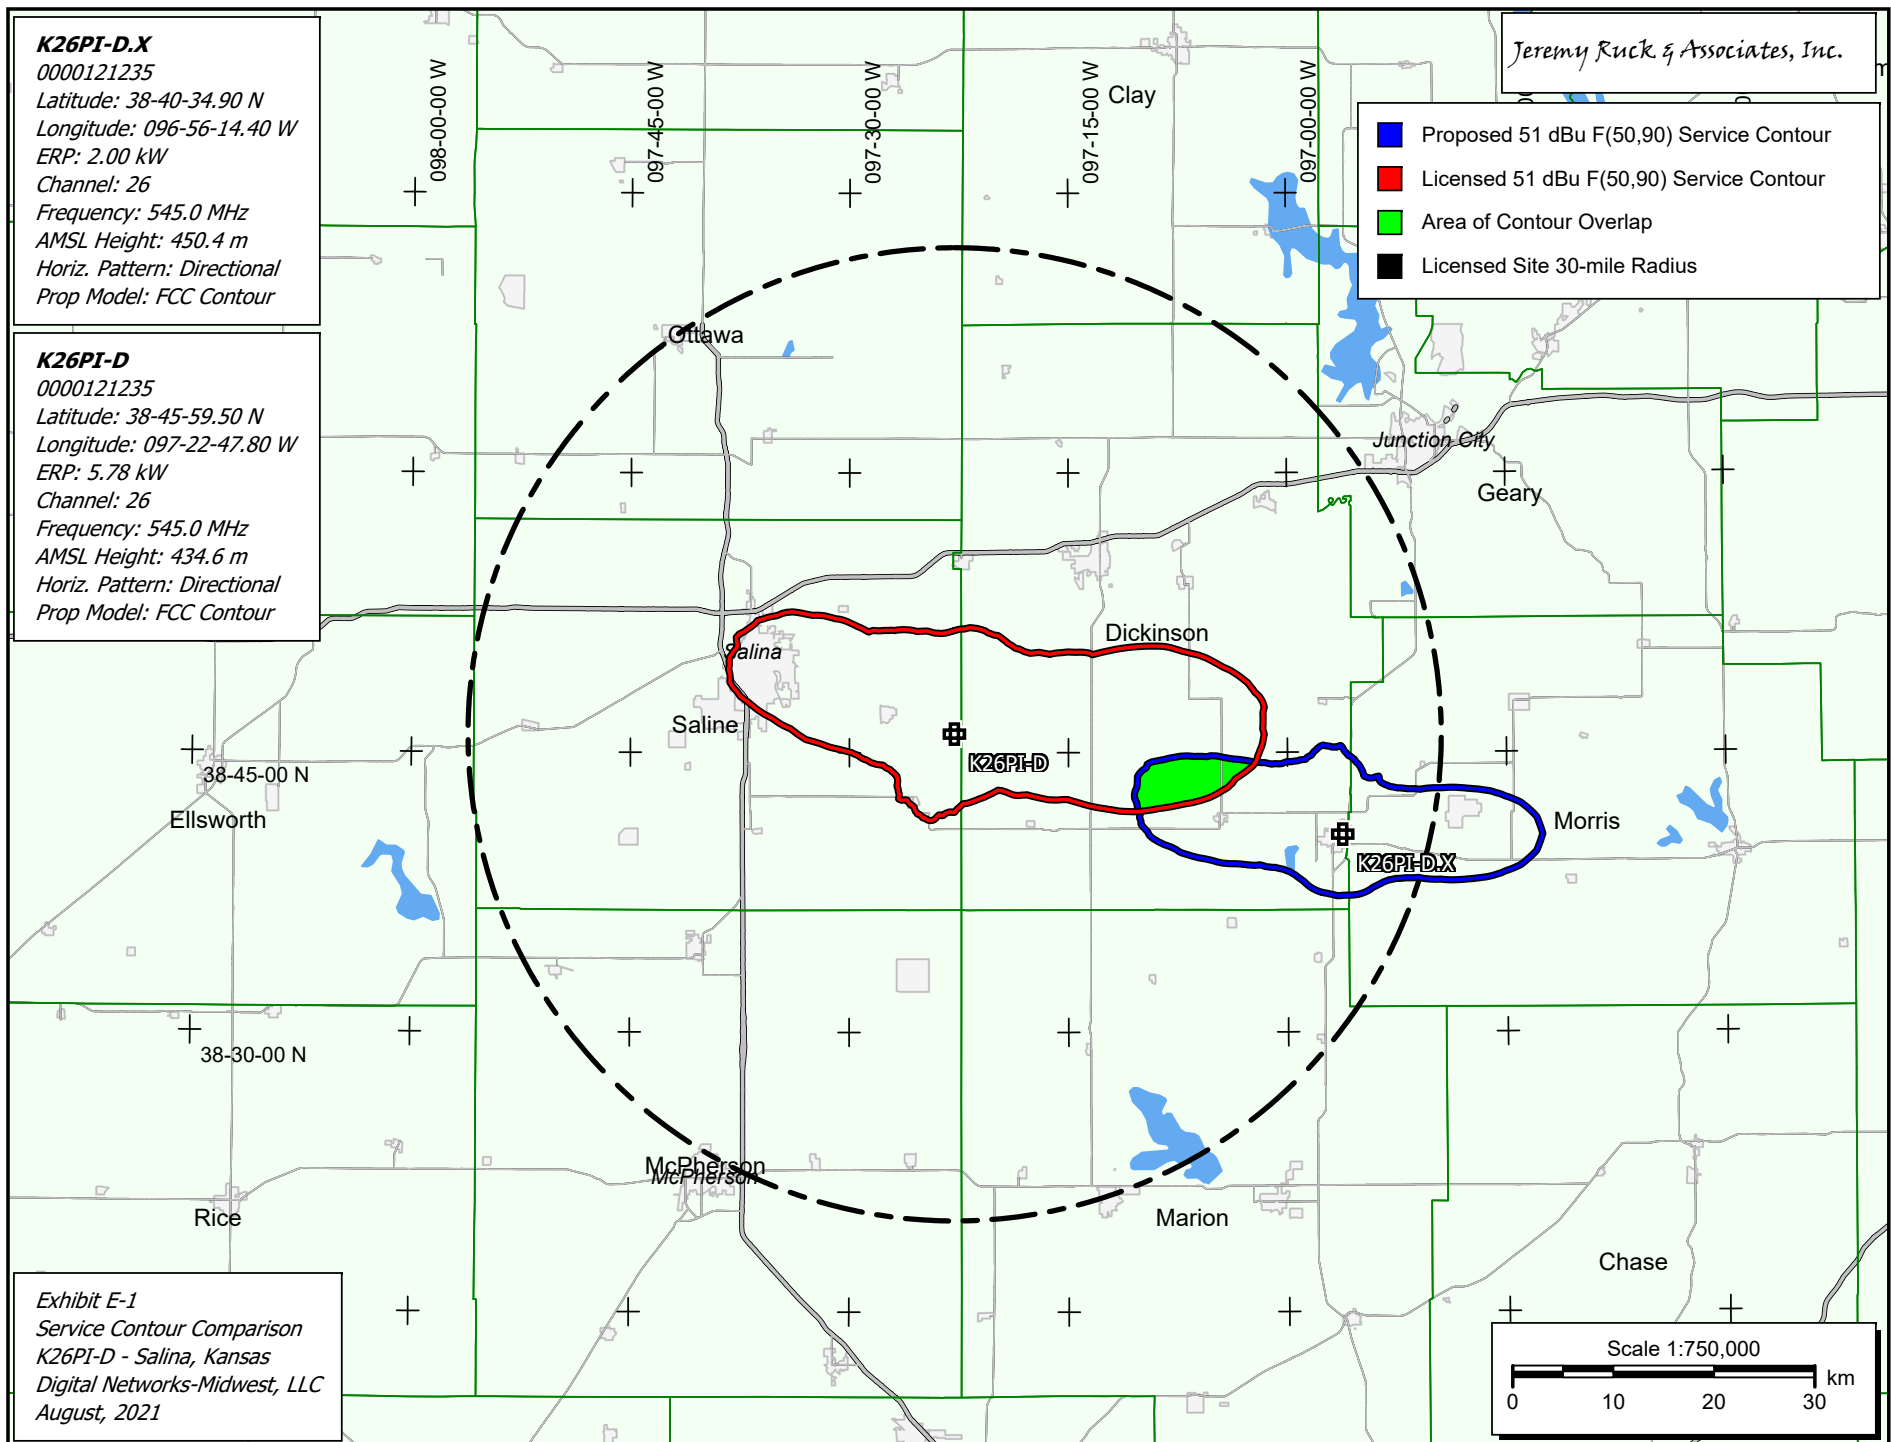 K26PI-D.X
0000121235
Latitude: 38-40-34.90 N
Longitude: 096-56-14.40 W
ERP: 2.00 kW
Channel: 26
Frequency: 545.0 MHz
AMSL Height: 450.4 m
Horiz. Pattern: Directional
Prop Model: FCC Contour
K26PI-D
0000121235
Latitude: 38-45-59.50 N
Longitude: 097-22-47.80 W
ERP: 5.78 kW
Channel: 26
Frequency: 545.0 MHz
AMSL Height: 434.6 m
Horiz. Pattern: Directional
Prop Model: FCC Contour
Jeremy Ruck & Associates, Inc.
Proposed 51 dBu F(50,90) Service Contour
Licensed 51 dBu F(50,90) Service Contour
Area of Contour Overlap
Licensed Site 30-mile Radius
098-00-00 W
097-45-00 W
097-30-00 W
097-15-00 W
097-00-00 W
Clay
Ottawa
Junction City
Geary
Dickinson
Salina
Saline
K26PI-D
38-45-00 N
Ellsworth
Morris
K26PI-D.X
38-30-00 N
McPherson
McPherson
Rice
Marion
Chase
Exhibit E-1
Service Contour Comparison
K26PI-D - Salina, Kansas
Digital Networks-Midwest, LLC
August, 2021
Scale 1:750,000
km
0 10 20 30